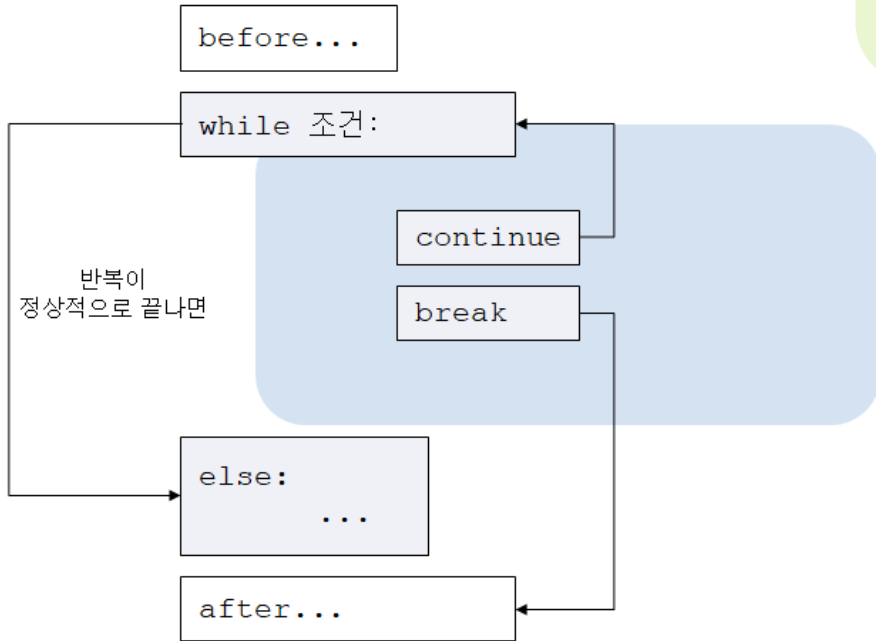 before...
while 조건:
continue
반복이
정상적으로 끝나면
break
else:
...
after...